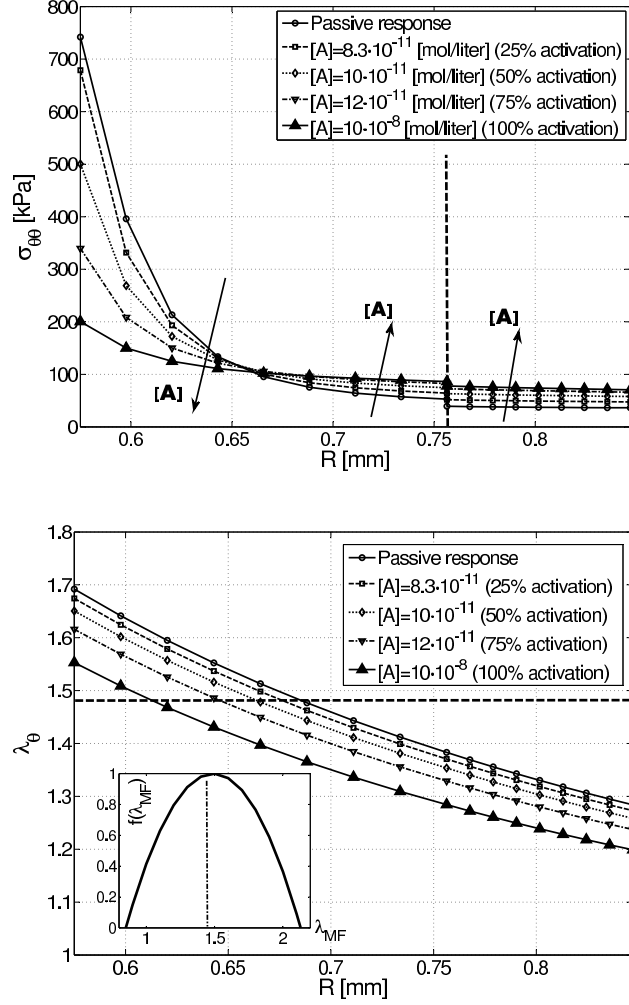 800
700
600
500
400
300
200
100
0
σθθ [kPa]
Passive response
[A]=8.3·10⁻¹¹ [mol/liter] (25% activation)
[A]=10·10⁻¹¹ [mol/liter] (50% activation)
[A]=12·10⁻¹¹ [mol/liter] (75% activation)
[A]=10·10⁻⁸ [mol/liter] (100% activation)
[A]
[A]
[A]
0.6
0.65
0.7
0.75
0.8
R [mm]
1.8
1.7
1.6
1.5
1.4
1.3
1.2
1.1
1
λθ
Passive response
[A]=8.3·10⁻¹¹ (25% activation)
[A]=10·10⁻¹¹ (50% activation)
[A]=12·10⁻¹¹ (75% activation)
[A]=10·10⁻⁸ (100% activation)
1
0.8
0.6
0.4
0.2
0
f(λMF)
1
1.5
2
λMF
0.6
0.65
0.7
0.75
0.8
R [mm]